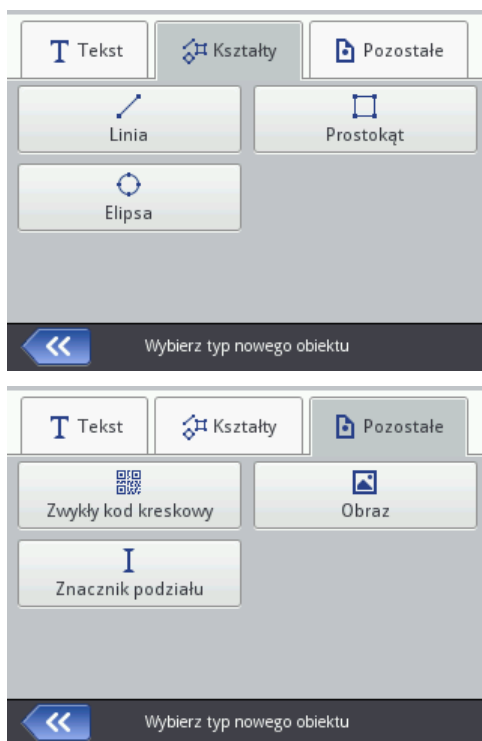 Tekst
Kształty
Pozostałe
Linia
Prostokąt
Elipsa
Wybierz typ nowego obiektu
Tekst
Kształty
Pozostałe
Zwykły kod kreskowy
Obraz
Znacznik podziału
Wybierz typ nowego obiektu